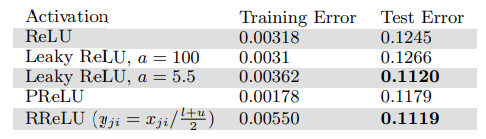 Activation Training Error Test Error
ReLU 0.00318 0.1245
Leaky ReLU, a = 100 0.0031 0.1266
Leaky ReLU, a = 5.5 0.00362 0.1120
PReLU 0.00178 0.1179
RReLU (y_{ji} = x_{ji}/\frac{l+u}{2}) 0.00550 0.1119